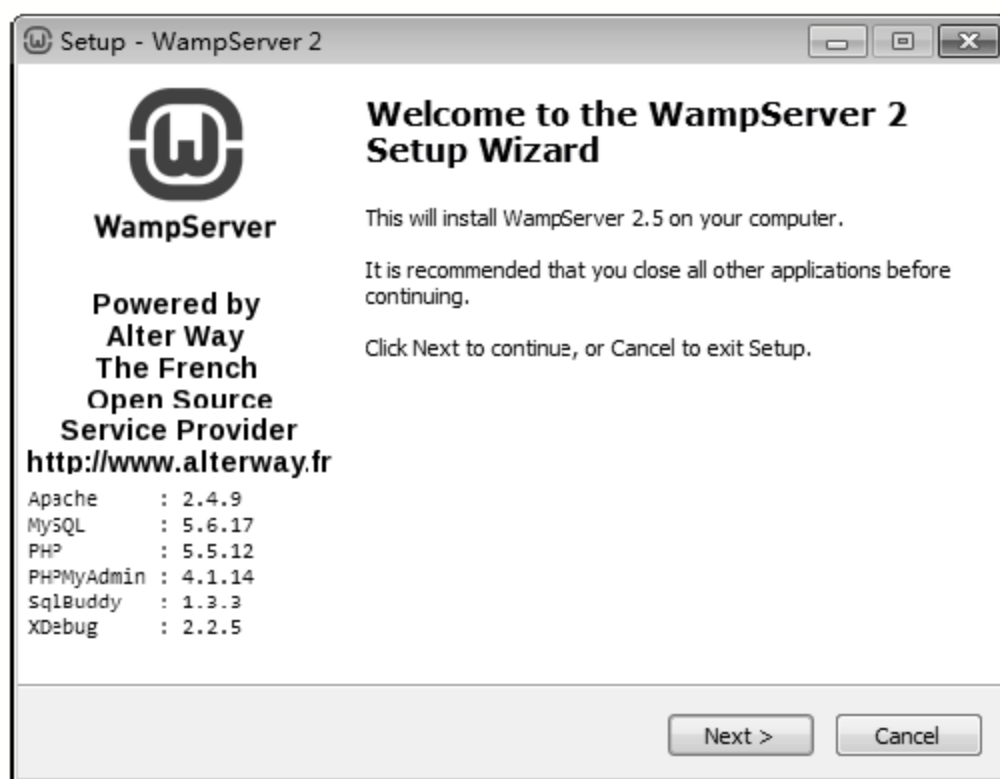 Setup - WampServer 2
WampServer
Powered by
Alter Way
The French
Open Source
Service Provider
http://www.alterway.fr
Apache : 2.4.9
MySQL : 5.6.17
PHP : 5.5.12
PHPMyAdmin : 4.1.14
SqlBuddy : 1.3.3
XDebug : 2.2.5
Welcome to the WampServer 2
Setup Wizard
This will install WampServer 2.5 on your computer.
It is recommended that you close all other applications before
continuing.
Click Next to continue, or Cancel to exit Setup.
Next >
Cancel